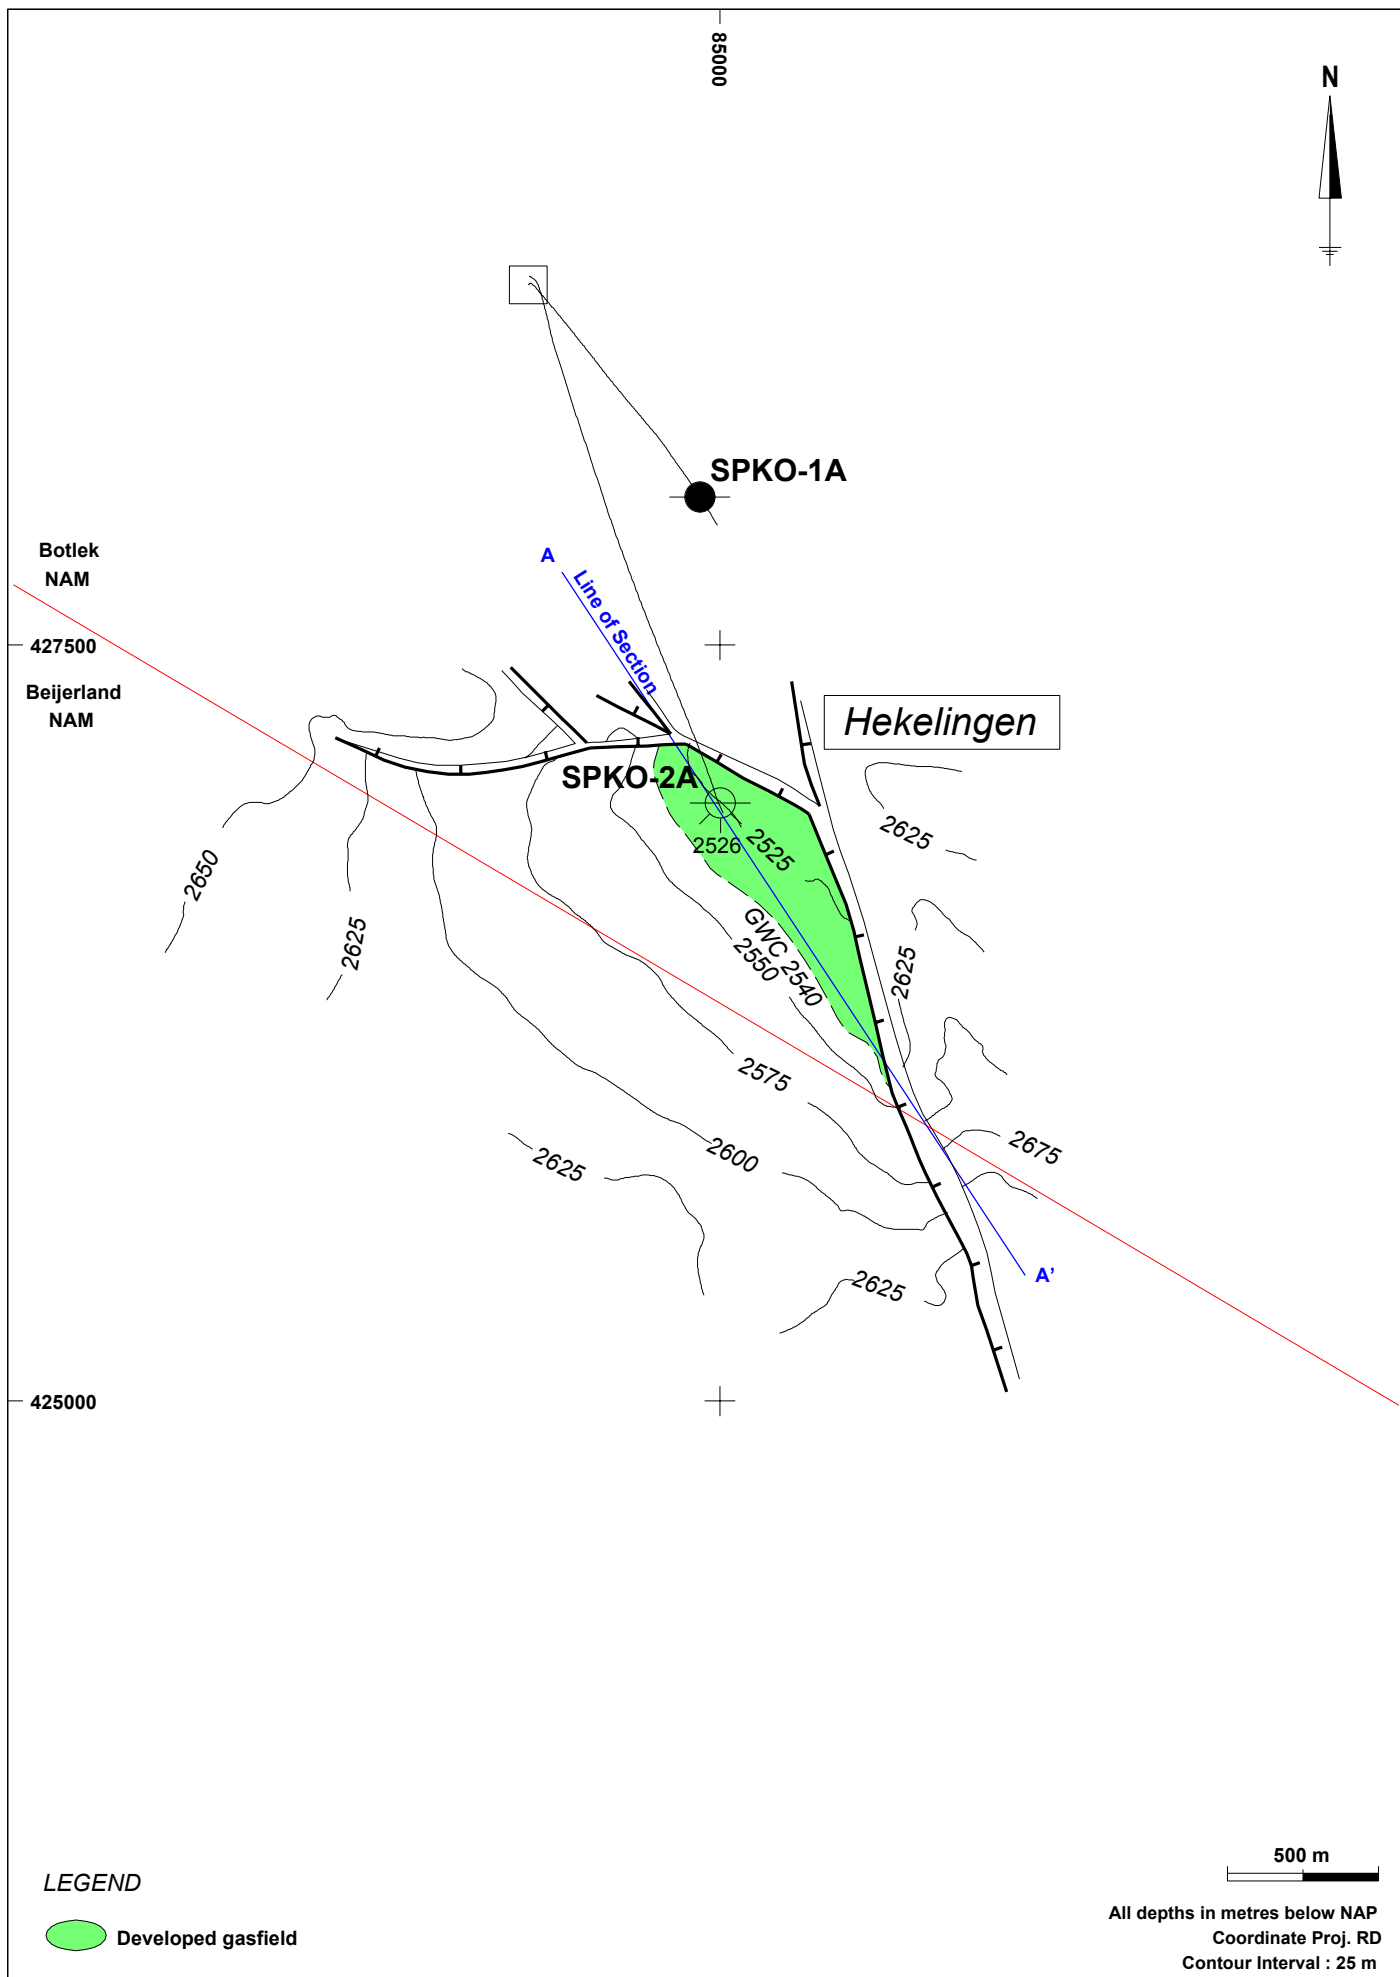 85000
N
SPKO-1A
Botlek
NAM
A
Line of Section
427500
Beijerland
NAM
Hekelingen
SPKO-2A
2526
2525
2625
2650
2625
GWC 2540
2550
2625
2575
2600
2625
2675
2625
A’
425000
LEGEND
Developed gasfield
500 m
All depths in metres below NAP
Coordinate Proj. RD
Contour Interval : 25 m